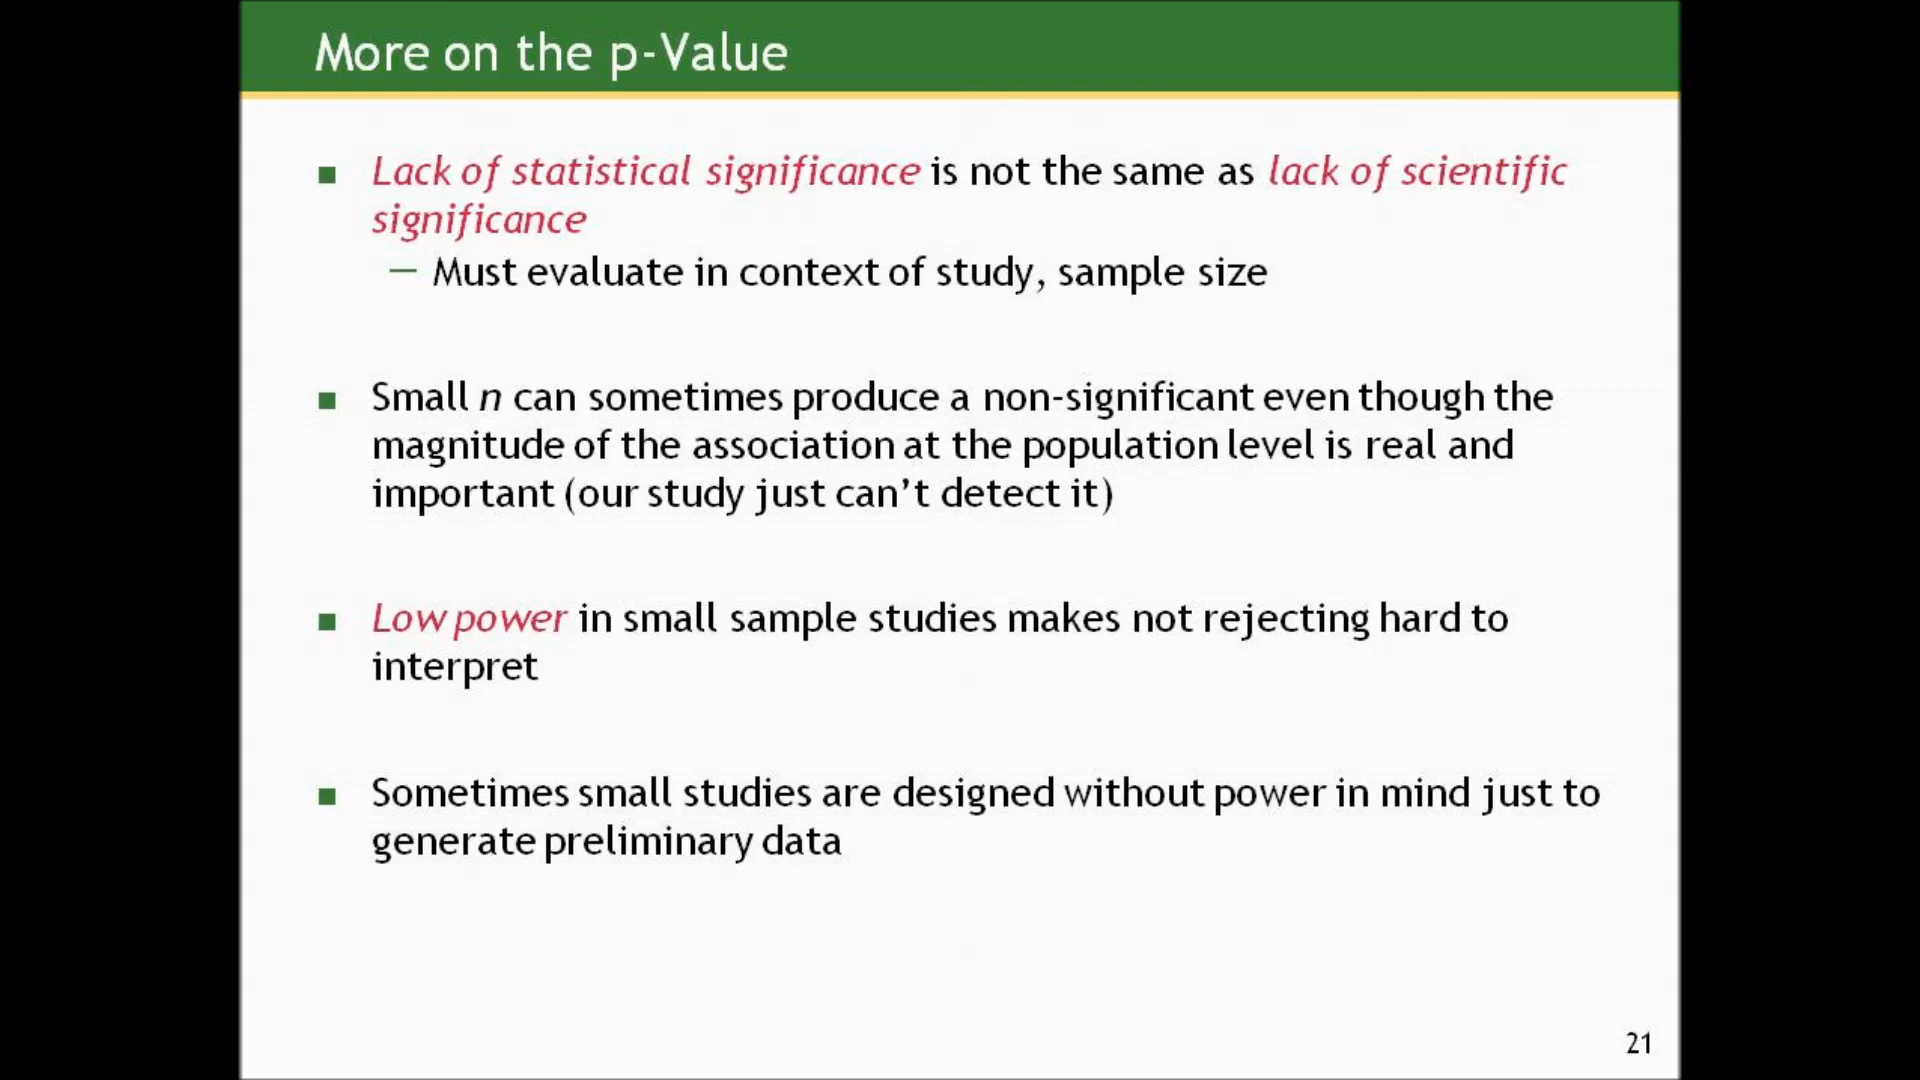 More on the p-Value
Lack of statistical significance is not the same as lack of scientific
significance
— Must evaluate in context of study, sample size
Small n can sometimes produce a non-significant even though the
magnitude of the association at the population level is real and
important (our study just can’t detect it)
Low power in small sample studies makes not rejecting hard to
interpret
Sometimes small studies are designed without power in mind just to
generate preliminary data
21